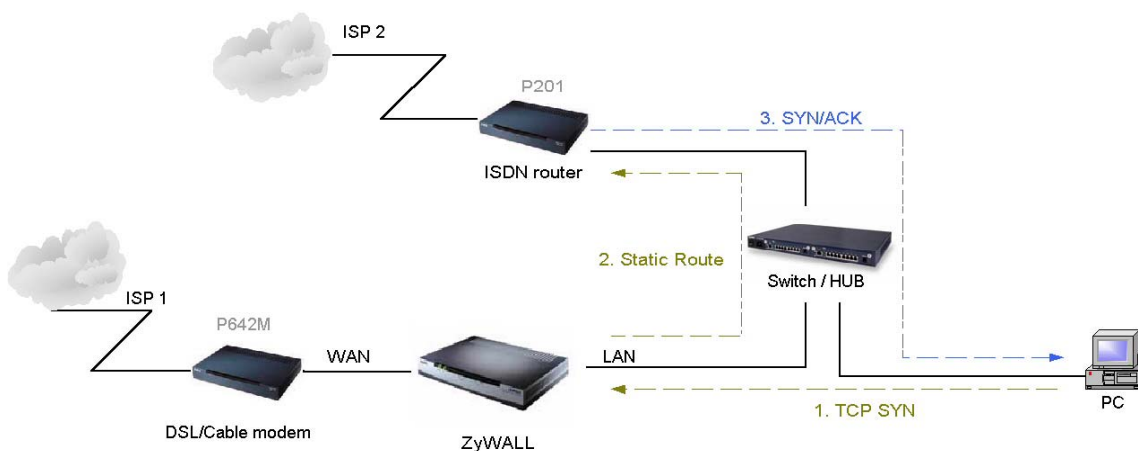 ISP 2
P201
3. SYN/ACK
ISDN router
2. Static Route
Switch / HUB
ISP 1
P642M
WAN
LAN
DSL/Cable modem
ZyWALL
1. TCP SYN
PC